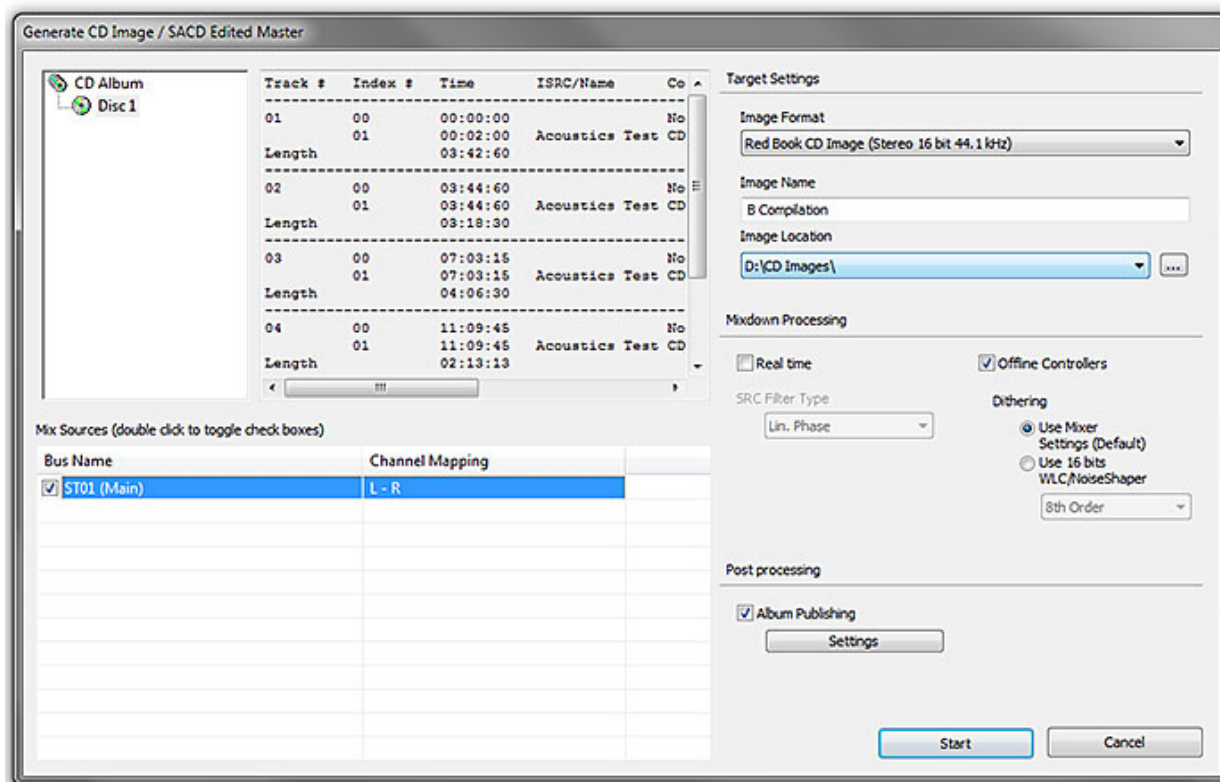 Generate CD Image / SACD Edited Master
CD Album
Disc 1
Track # Index # Time ISRC/Name Co
01 00 00:00:00 No
01 00:02:00 Acoustics Test CD
Length 03:42:60
02 00 03:44:60 No
01 03:44:60 Acoustics Test CD
Length 03:18:30
03 00 07:03:15 No
01 07:03:15 Acoustics Test CD
Length 04:06:30
04 00 11:09:45 No
01 11:09:45 Acoustics Test CD
Length 02:13:13
Mix Sources (double click to toggle check boxes)
Bus Name Channel Mapping
ST01 (Main) L - R
Target Settings
Image Format
Red Book CD Image (Stereo 16 bit 44.1 kHz)
Image Name
B Compilation
Image Location
D:\CD Images\
...
Mixdown Processing
Real time
Offline Controllers
SRC Filter Type
Lin. Phase
Dithering
Use Mixer
Settings (Default)
Use 16 bits
WLC/NoiseShaper
8th Order
Post processing
Album Publishing
Settings
Start
Cancel